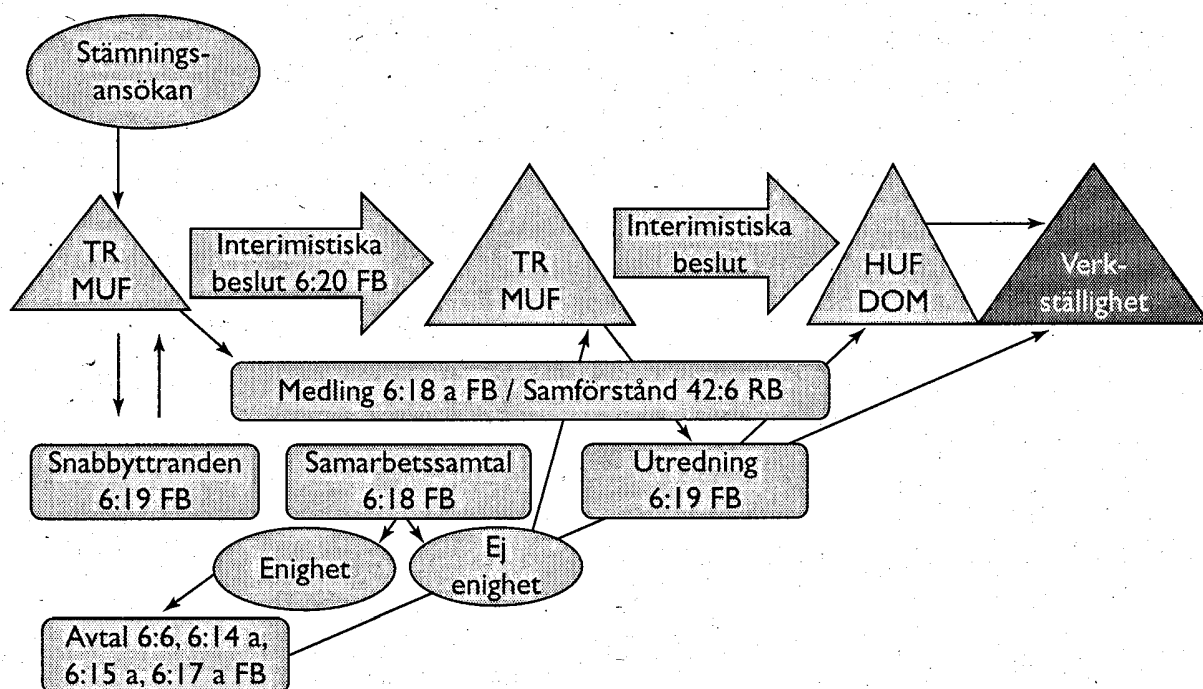 Stämnings-
ansökan
TR
MUF
Interimistiska
beslut 6:20 FB
TR
MUF
Interimistiska
beslut
HUF
DOM
Verk-
ställighet
Medling 6:18 a FB / Samförstånd 42:6 RB
Snabbyttranden
6:19 FB
Samarbetssamtal
6:18 FB
Utredning
6:19 FB
Enighet
Ej
enighet
Avtal 6:6, 6:14 a,
6:15 a, 6:17 a FB